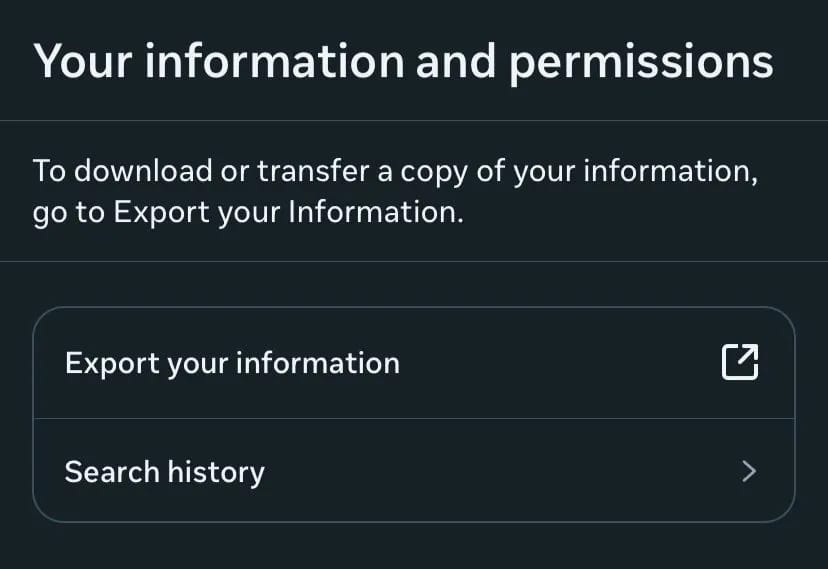 Your information and permissions
To download or transfer a copy of your information,
go to Export your Information.
Export your information
Search history